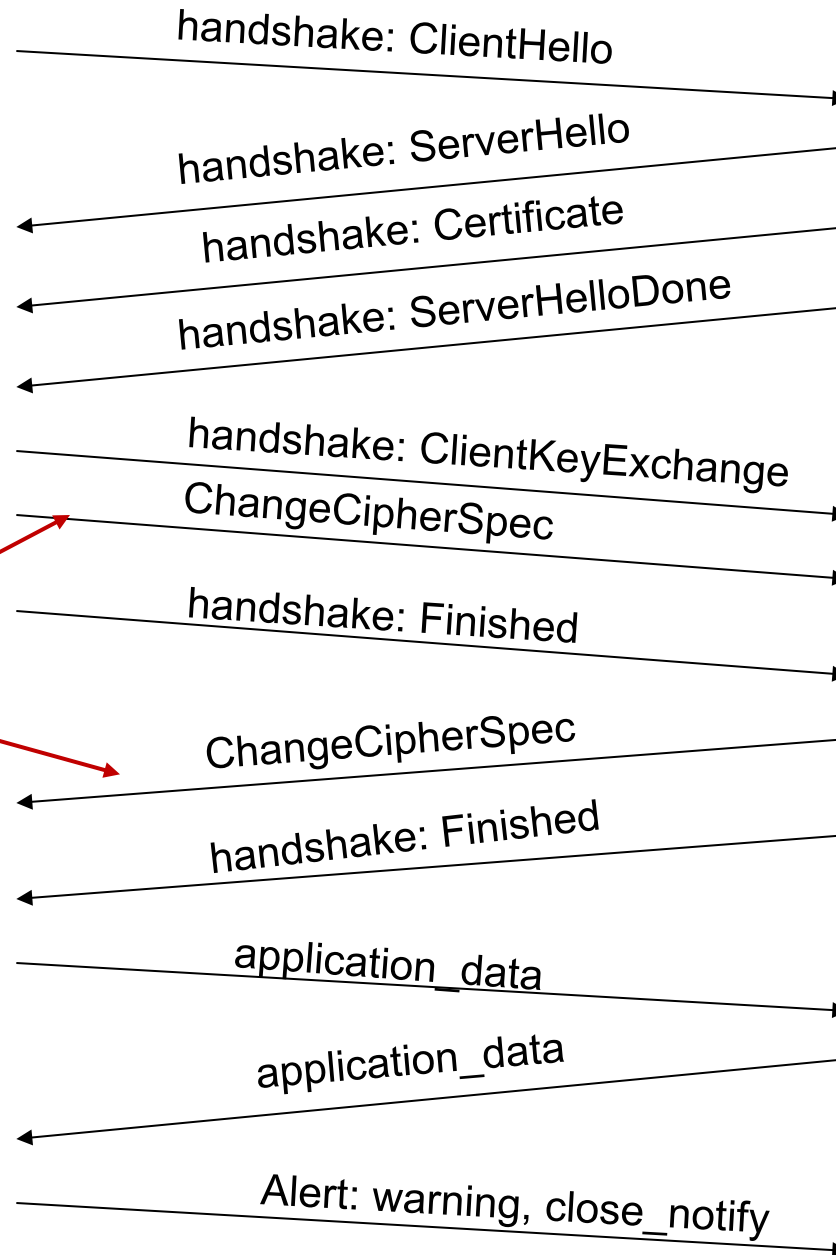 handshake: ClientHello
handshake: ServerHello
handshake: Certificate
handshake: ServerHelloDone
handshake: ClientKeyExchange
ChangeCipherSpec
handshake: Finished
ChangeCipherSpec
handshake: Finished
application_data
application_data
Alert: warning, close_notify